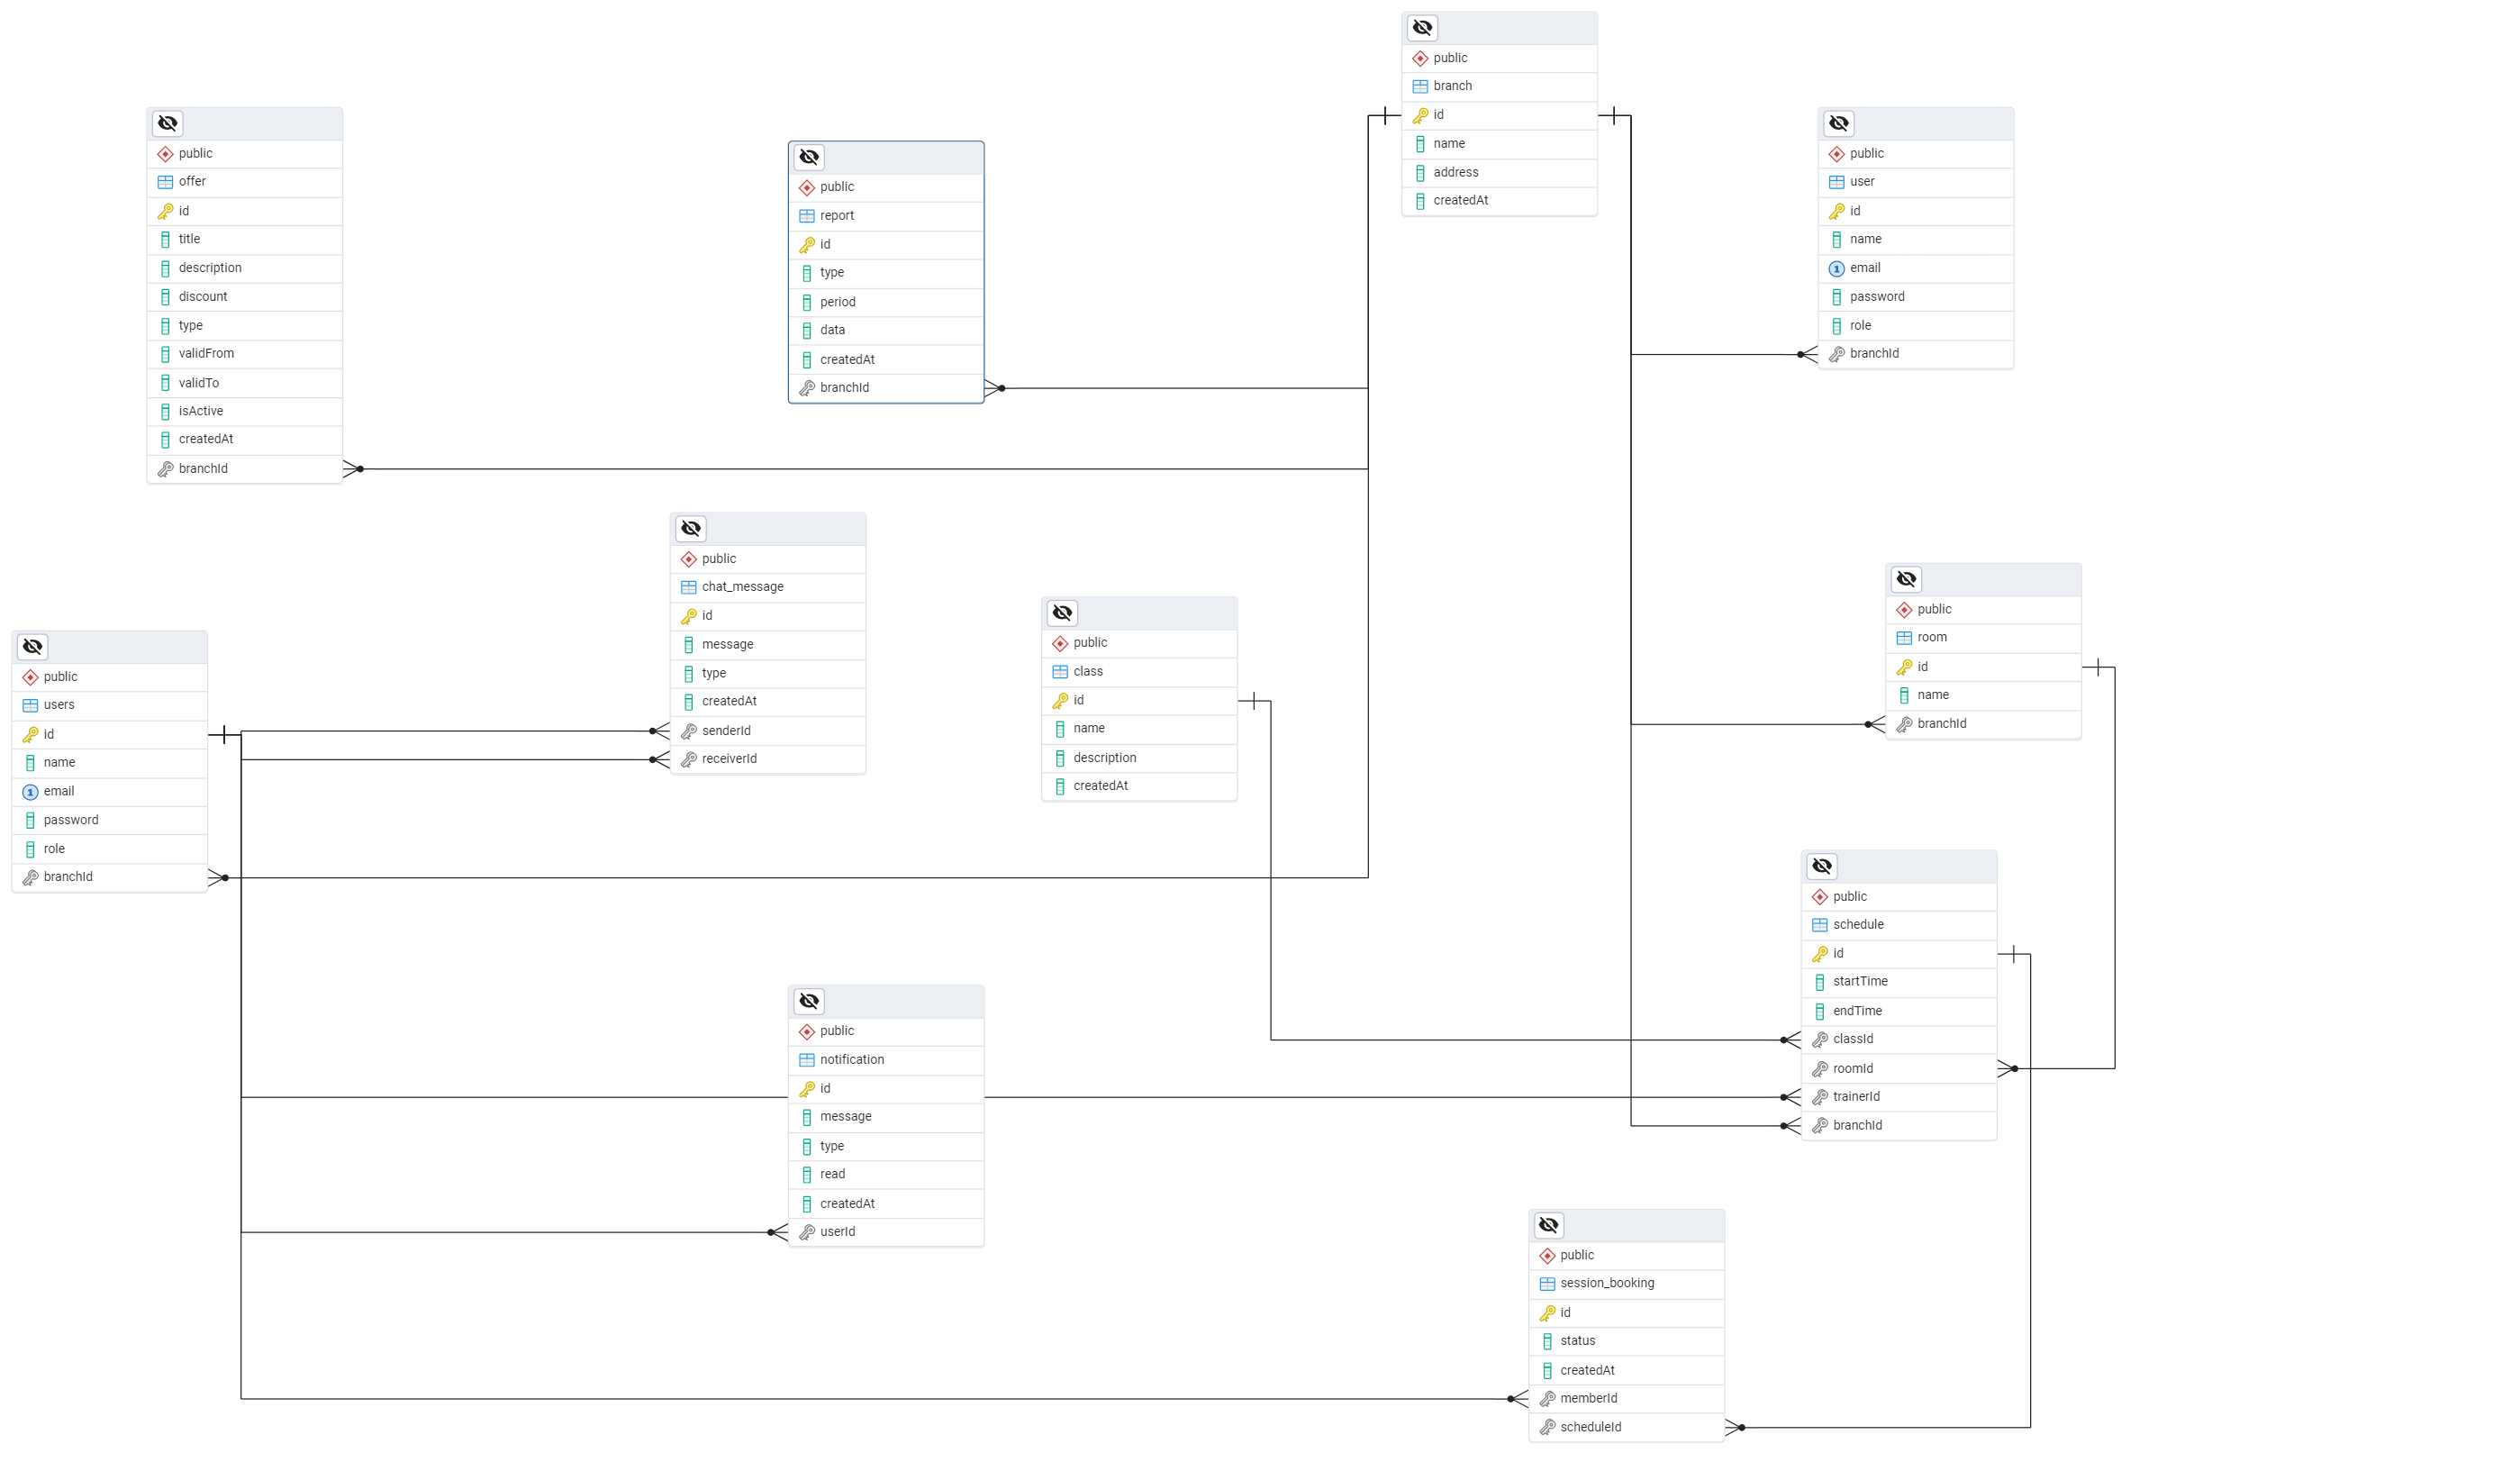 public
branch
id
name
address
createdAt
public
offer
id
title
description
discount
type
validFrom
validTo
isActive
createdAt
branchId
public
report
id
type
period
data
createdAt
branchId
public
user
id
name
1 email
password
role
branchId
public
chat_message
id
message
type
createdAt
senderId
receiverId
public
class
id
name
description
createdAt
public
room
id
name
branchId
public
users
id
name
1 email
password
role
branchId
public
schedule
id
startTime
endTime
classId
roomId
trainerId
branchId
public
notification
id
message
type
read
createdAt
userId
public
session_booking
id
status
createdAt
memberId
scheduleId